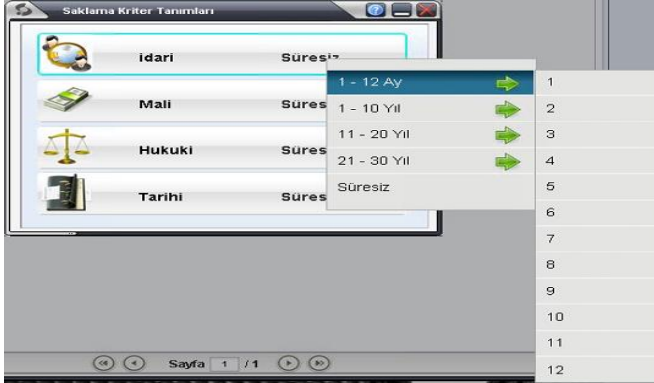 Saklama Kriter Tanımları
idari Süresiz
Mali Süres
Hukuki Süres
Tarihi Süres
1 - 12 Ay
1 - 10 Yıl
11 - 20 Yıl
21 - 30 Yıl
Süresiz
1
2
3
4
5
6
7
8
9
10
11
12
Sayfa 1 / 1